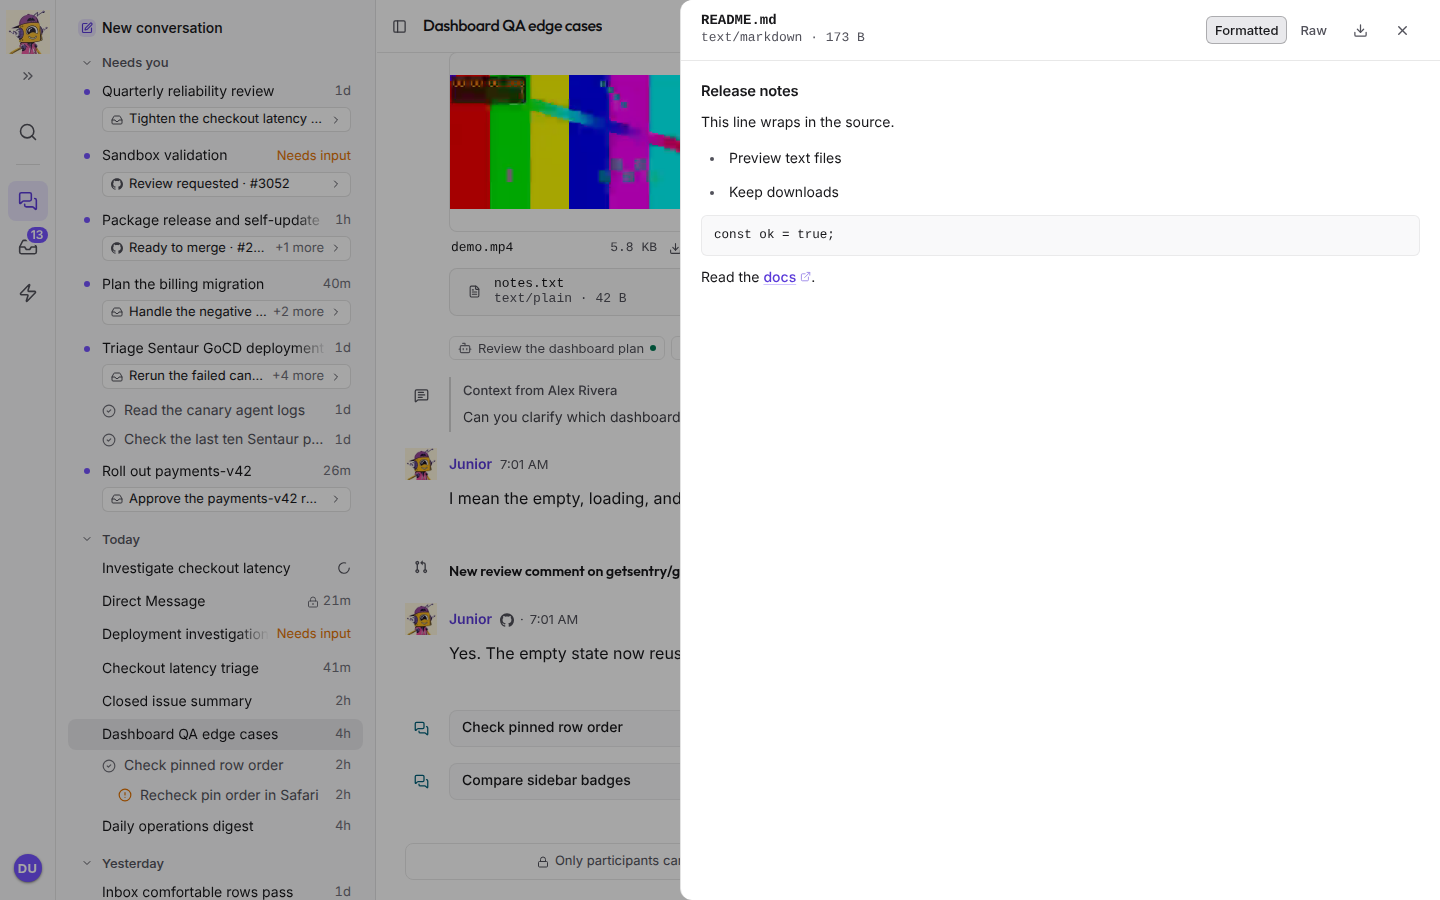 New conversation
Needs you
Quarterly reliability review 1d
Tighten the checkout latency ...
Sandbox validation Needs input
Review requested · #3052
Package release and self-update 1h
Ready to merge · #2... +1 more
13
Plan the billing migration 40m
Handle the negative ... +2 more
Triage Sentaur GoCD deployment 1d
Rerun the failed can... +4 more
Read the canary agent logs 1d
Check the last ten Sentaur p... 1d
Roll out payments-v42 26m
Approve the payments-v42 r...
Today
Investigate checkout latency
Direct Message 21m
Deployment investigation Needs input
Checkout latency triage 41m
Closed issue summary 2h
Dashboard QA edge cases 4h
Check pinned row order 2h
Recheck pin order in Safari 2h
Daily operations digest 4h
Yesterday
Inbox comfortable rows pass 1d
DU
Dashboard QA edge cases
demo.mp4 5.8 KB
notes.txt
text/plain · 42 B
Review the dashboard plan
Context from Alex Rivera
Can you clarify which dashboard
Junior 7:01 AM
I mean the empty, loading, and
New review comment on getsentry/g
Junior · 7:01 AM
Yes. The empty state now reus
Check pinned row order
Compare sidebar badges
Only participants can
README.md
text/markdown · 173 B
Formatted Raw
Release notes
This line wraps in the source.
• Preview text files
• Keep downloads
const ok = true;
Read the docs.